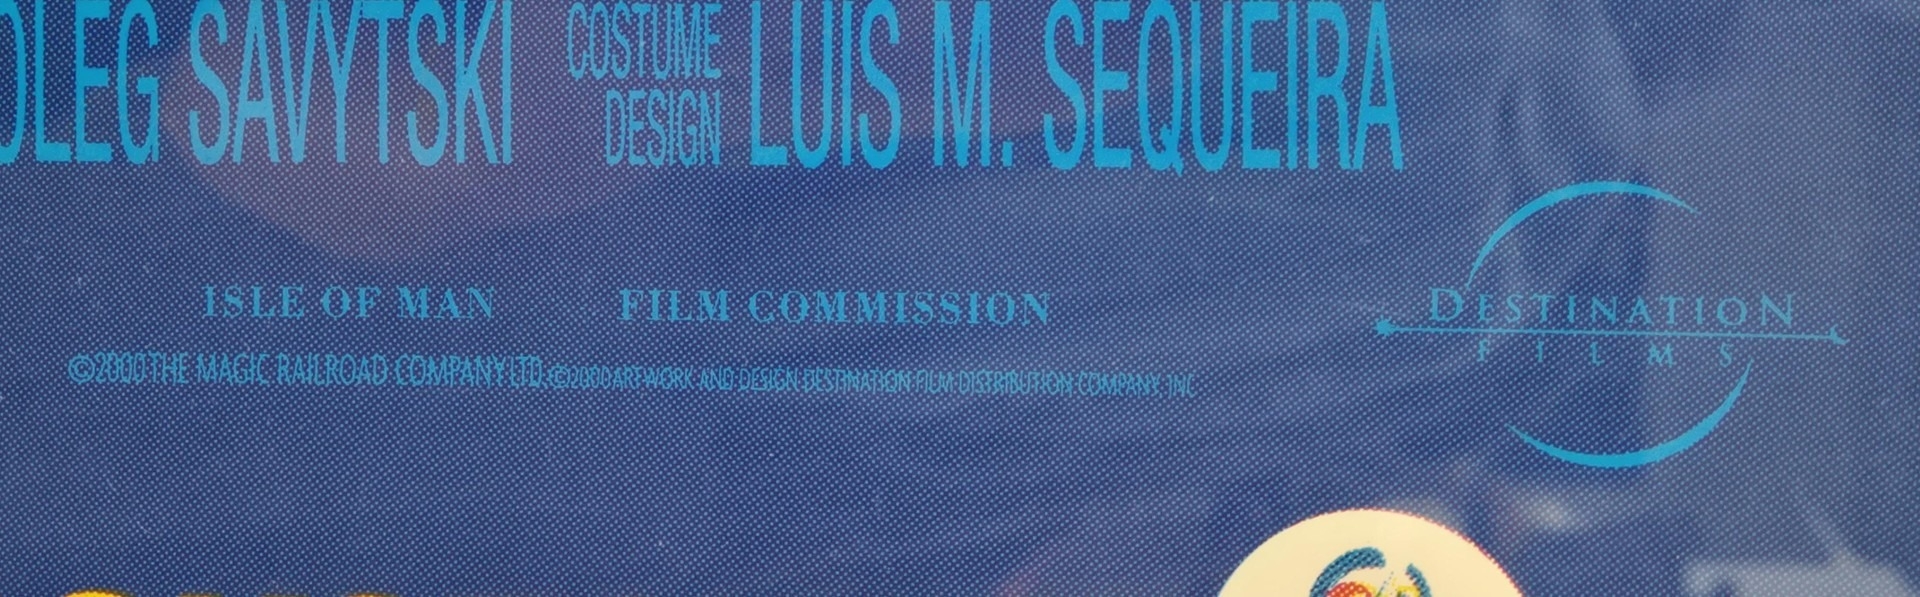 OLEG SAVYTSKI COSTUME DESIGN LUIS M. SEQUEIRA
ISLE OF MAN FILM COMMISSION
DESTINATION
FILMS
©2000 THE MAGIC RAILROAD COMPANY LTD. ©2000 ARTWORK AND DESIGN DESTINATION FILM DISTRIBUTION COMPANY, INC